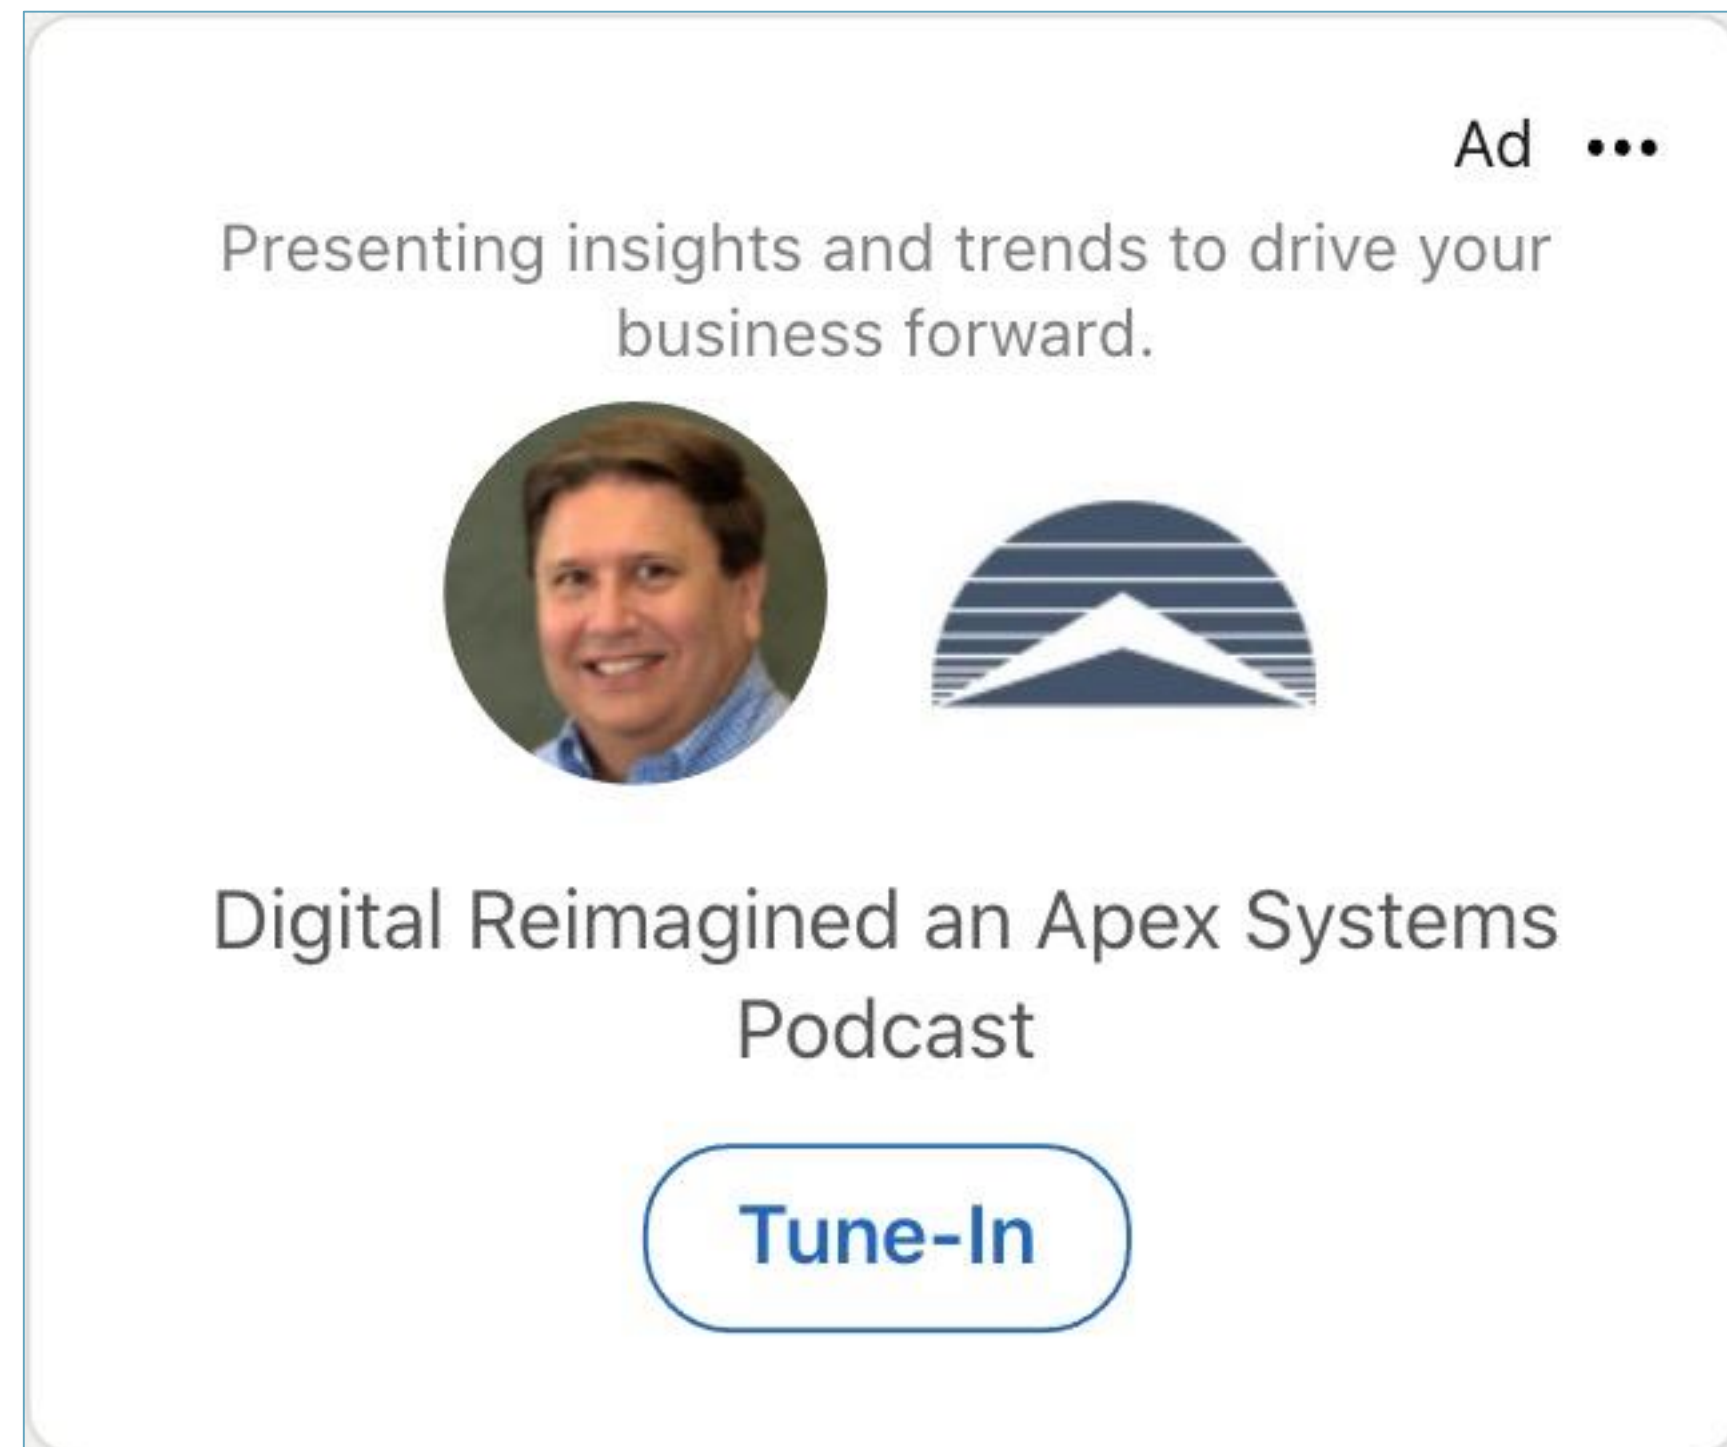 Ad
Presenting insights and trends to drive your
business forward.
Digital Reimagined an Apex Systems
Podcast
Tune-In